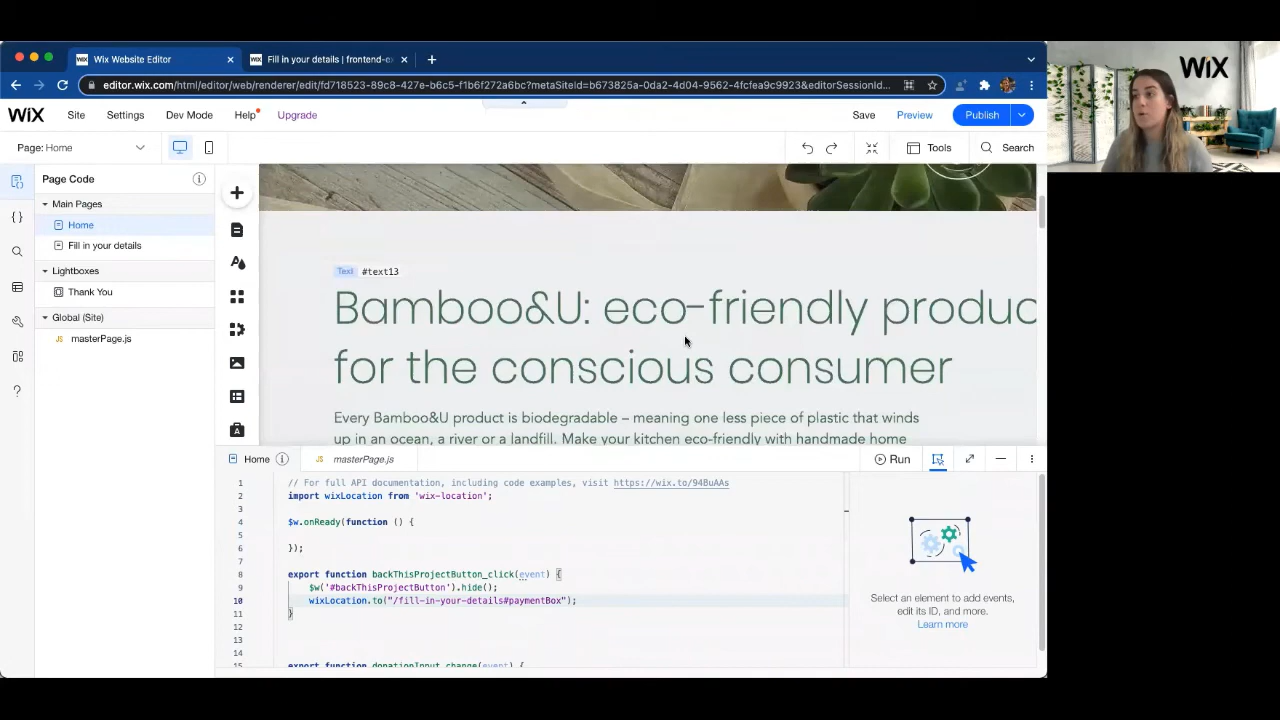 Wix Website Editor
Fill in your details | frontend-e
editor.wix.com/html/editor/web/renderer/edit/fd718523-89c8-427e-b6c5-f1b6f272a6bc?metaSiteId=b673825a-0da2-4d04-9562-4fcfea9c9923&editorSessionId...
WiX
WiX Site Settings Dev Mode Help Upgrade Save Preview Publish
Page: Home Tools Search
Page Code
Main Pages
Home
Fill in your details
Lightboxes
Thank You
Global (Site)
JS masterPage.js
Text #text13
Bamboo&U: eco-friendly produc
for the conscious consumer
Every Bamboo&U product is biodegradable – meaning one less piece of plastic that winds
up in an ocean, a river or a landfill. Make your kitchen eco-friendly with handmade home
Home JS masterPage.js Run
1 // For full API documentation, including code examples, visit https://wix.to/94BuAAs
2 import wixLocation from 'wix-location';
3
4 $w.onReady(function () {
5
6 });
7
8 export function backThisProjectButton_click(event) {
9 $w('#backThisProjectButton').hide();
10 wixLocation.to("/fill-in-your-details#paymentBox");
11 }
12
13
14
15 export function donationInput_change(event) {
Select an element to add events,
edit its ID, and more.
Learn more